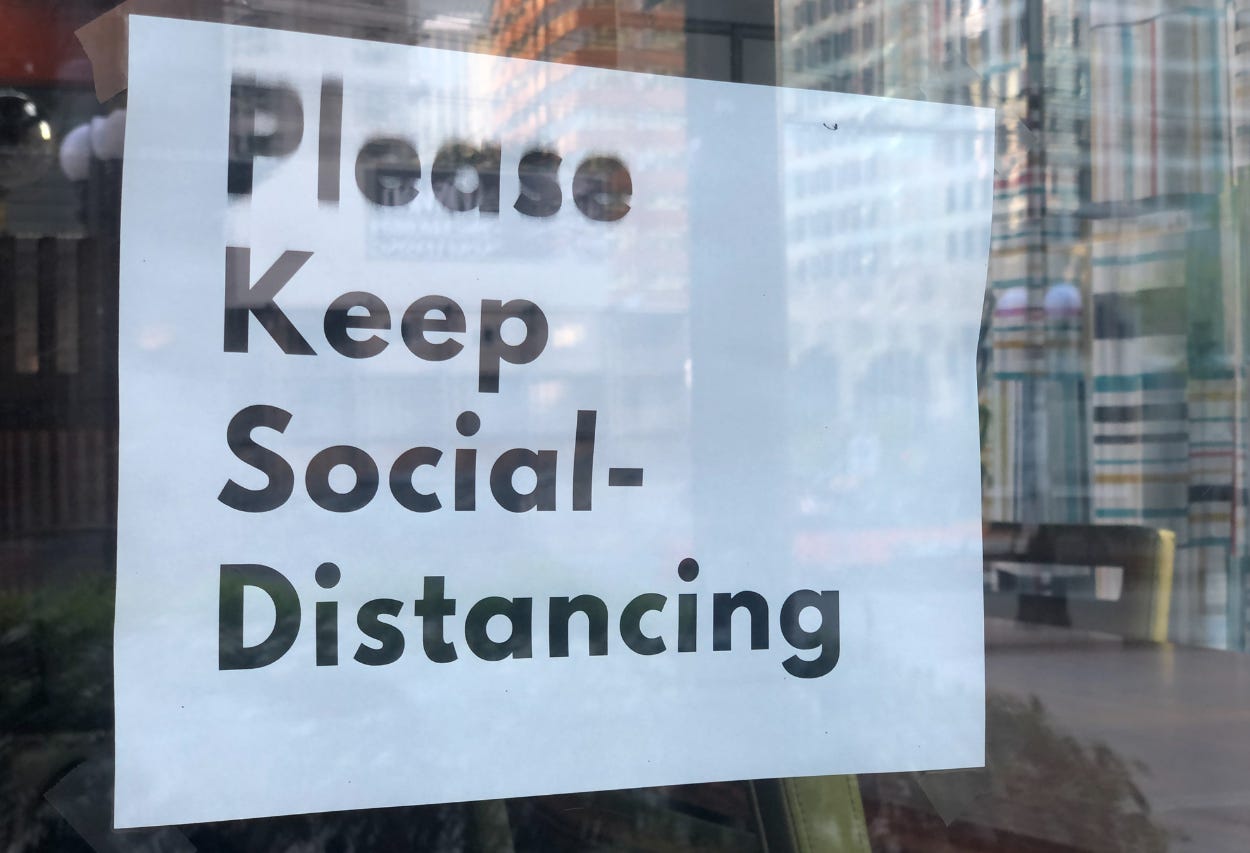 Please
Keep
Social-
Distancing